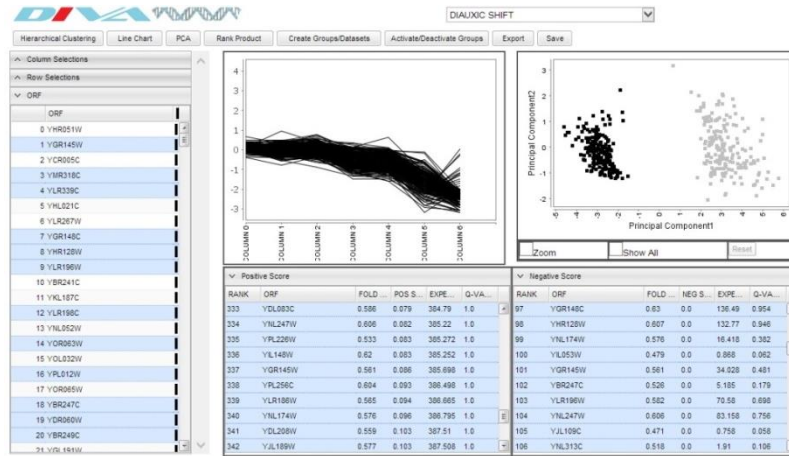 DIVA
DIAUXIC SHIFT
Hierarchical Clustering Line Chart PCA Rank Product Create Groups/Datasets Activate/Deactivate Groups Export Save
Column Selections
Row Selections
ORF
ORF
0 YHR051W
1 YGR145W
2 YCR005C
3 YMR318C
4 YLR339C
5 YHL021C
6 YLR267W
7 YGR148C
8 YHR128W
9 YLR196W
10 YBR241C
11 YKL187C
12 YLR198C
13 YNL052W
14 YOR063W
15 YOL032W
16 YPL012W
17 YOR065W
18 YBR247C
19 YDR060W
20 YBR249C
21 YGL191W
4
3
2
1
0
-1
-2
-3
COLUMN 0 COLUMN 1 COLUMN 2 COLUMN 3 COLUMN 4 COLUMN 5 COLUMN 6
Principal Component2
3
2
1
0
-1
-2
-5 -4 -3 -2 -1 0 1 2 3 4 5 6
Principal Component1
Zoom Show All Reset
Positive Score
RANK ORF FOLD ... POS S... EXPE... Q-VA...
333 YDL083C 0.586 0.079 384.79 1.0
334 YNL247W 0.606 0.082 385.22 1.0
335 YPL226W 0.533 0.083 385.272 1.0
336 YIL148W 0.62 0.083 385.252 1.0
337 YGR145W 0.561 0.086 385.698 1.0
338 YPL256C 0.604 0.093 386.498 1.0
339 YLR186W 0.565 0.094 386.665 1.0
340 YNL174W 0.576 0.096 386.795 1.0
341 YDL208W 0.559 0.103 387.51 1.0
342 YJL189W 0.577 0.103 387.508 1.0
Negative Score
RANK ORF FOLD ... NEG S... EXPE... Q-VA...
97 YGR148C 0.63 0.0 136.49 0.954
98 YHR128W 0.607 0.0 132.77 0.946
99 YNL174W 0.576 0.0 16.418 0.382
100 YIL053W 0.479 0.0 0.868 0.062
101 YGR145W 0.561 0.0 34.028 0.481
102 YBR247C 0.526 0.0 5.185 0.179
103 YLR196W 0.582 0.0 70.58 0.698
104 YNL247W 0.606 0.0 83.158 0.756
105 YJL109C 0.471 0.0 0.758 0.058
106 YNL313C 0.518 0.0 1.91 0.106